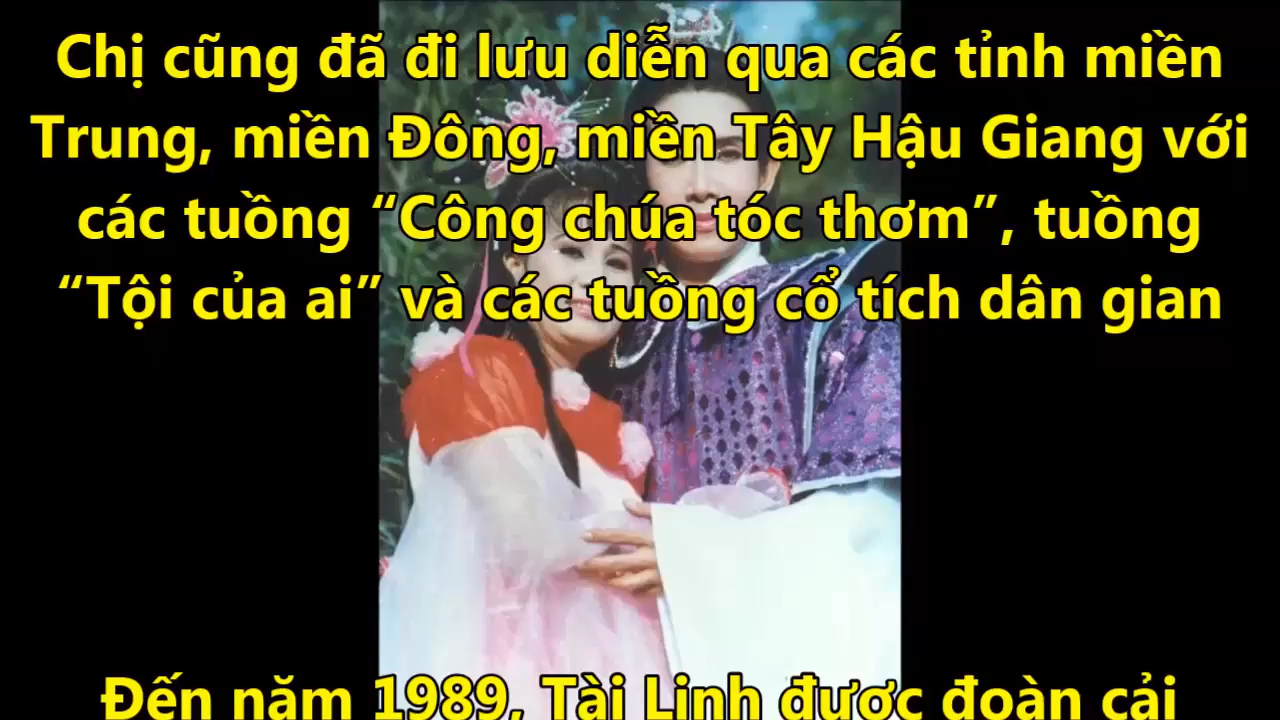 Chị cũng đã đi lưu diễn qua các tỉnh miền
Trung, miền Đông, miền Tây Hậu Giang với
các tuồng “Công chúa tóc thơm”, tuồng
“Tội của ai” và các tuồng cổ tích dân gian
Đến năm 1989, Tài Linh được đoàn cải